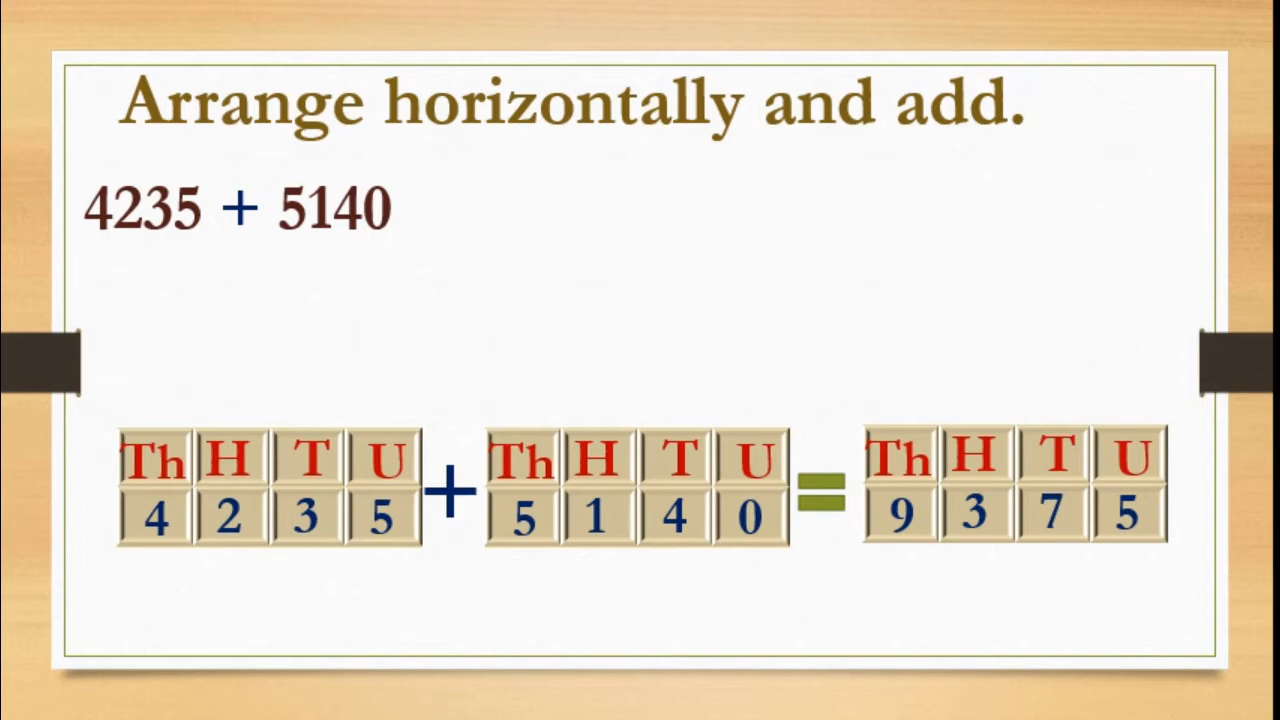 Arrange horizontally and add.
4235 + 5140
Th H T U Th H T U Th H T U
4 2 3 5 + 5 1 4 0 = 9 3 7 5